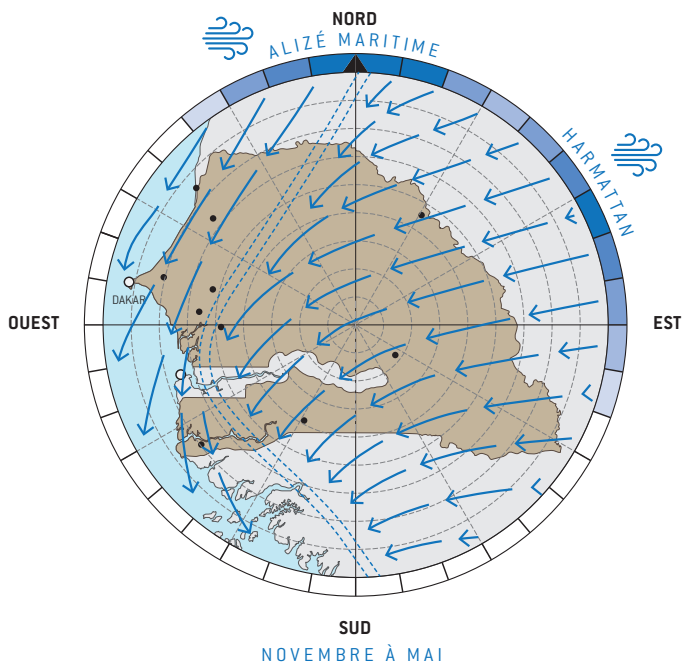 NORD
ALIZÉ MARITIME
HARMATTAN
DAKAR
OUEST
EST
SUD
NOVEMBRE À MAI